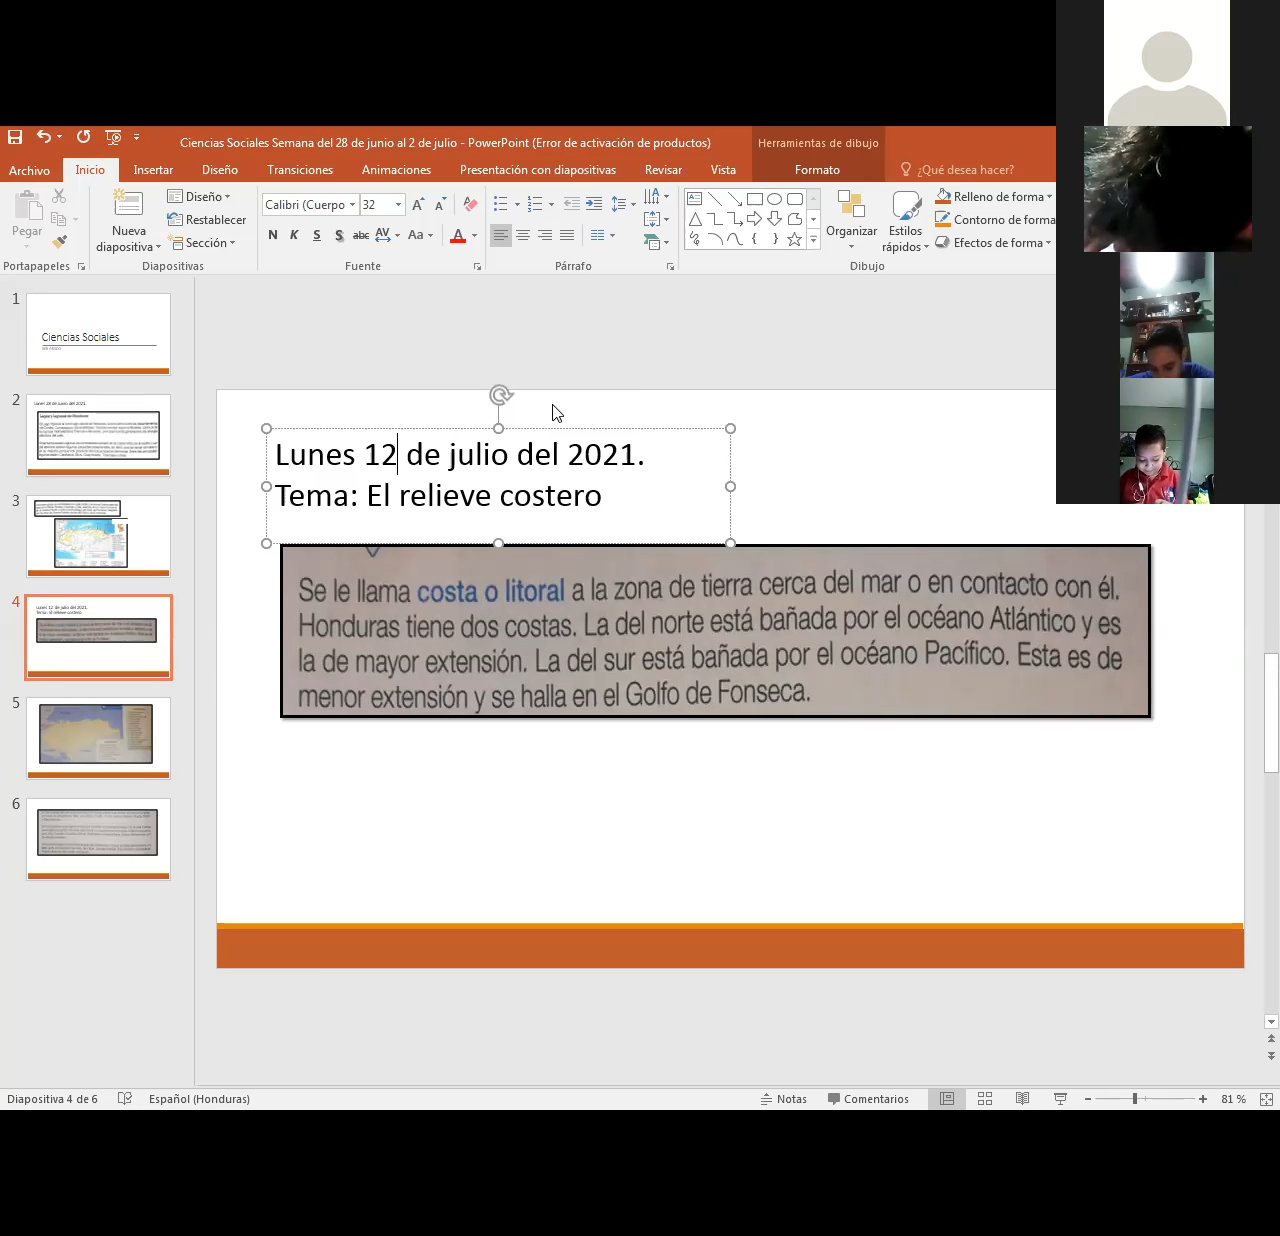 Ciencias Sociales Semana del 28 de junio al 2 de julio - PowerPoint (Error de activación de productos)
Herramientas de dibujo
Archivo
Inicio
Insertar
Diseño
Transiciones
Animaciones
Presentación con diapositivas
Revisar
Vista
Formato
¿Qué desea hacer?
Pegar
Nueva
diapositiva
Diseño
Restablecer
Sección
Calibri (Cuerpo
32
N K S S abc AV Aa A
Organizar
Estilos
rápidos
Relleno de forma
Contorno de forma
Efectos de forma
Portapapeles
Diapositivas
Fuente
Párrafo
Dibujo
1
Ciencias Sociales
2
3
4
Lunes 12 de julio del 2021.
Tema: El relieve costero
5
6
Lunes 12 de julio del 2021.
Tema: El relieve costero
Se le llama costa o litoral a la zona de tierra cerca del mar o en contacto con él.
Honduras tiene dos costas. La del norte está bañada por el océano Atlántico y es
la de mayor extensión. La del sur está bañada por el océano Pacífico. Esta es de
menor extensión y se halla en el Golfo de Fonseca.
Diapositiva 4 de 6
Español (Honduras)
Notas
Comentarios
81 %